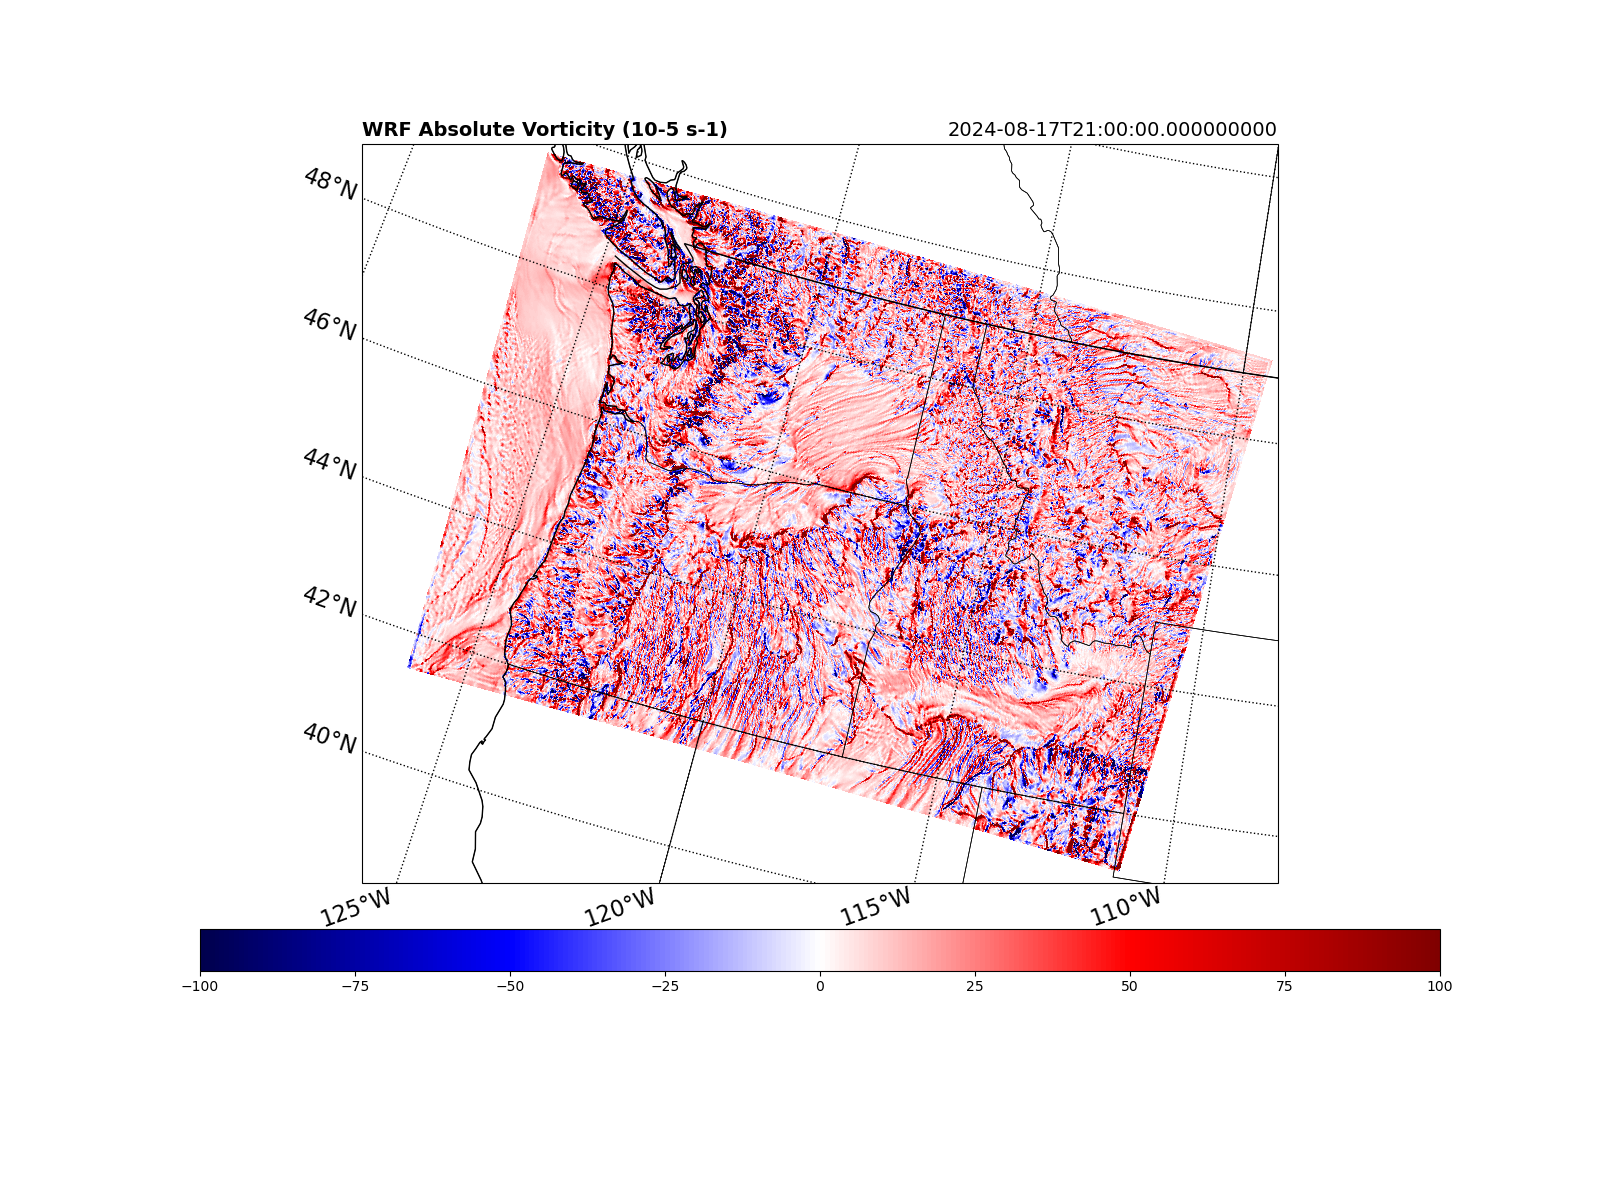 WRF Absolute Vorticity (10-5 s-1)
2024-08-17T21:00:00.000000000
48°N
46°N
44°N
42°N
40°N
125°W
120°W
115°W
110°W
−100
−75
−50
−25
0
25
50
75
100